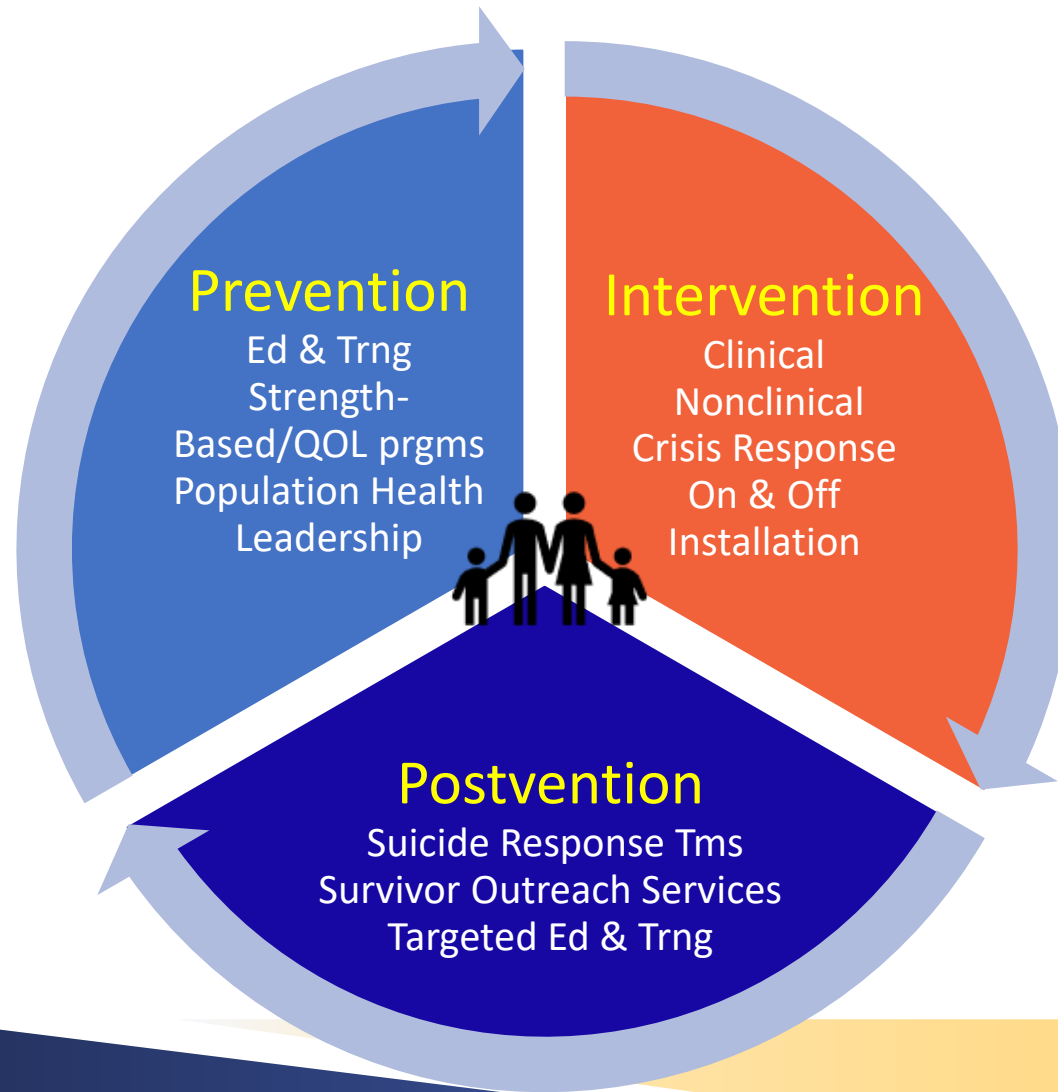 Prevention
Ed & Trng
Strength-
Based/QOL prgms
Population Health
Leadership
Intervention
Clinical
Nonclinical
Crisis Response
On & Off
Installation
Postvention
Suicide Response Tms
Survivor Outreach Services
Targeted Ed & Trng